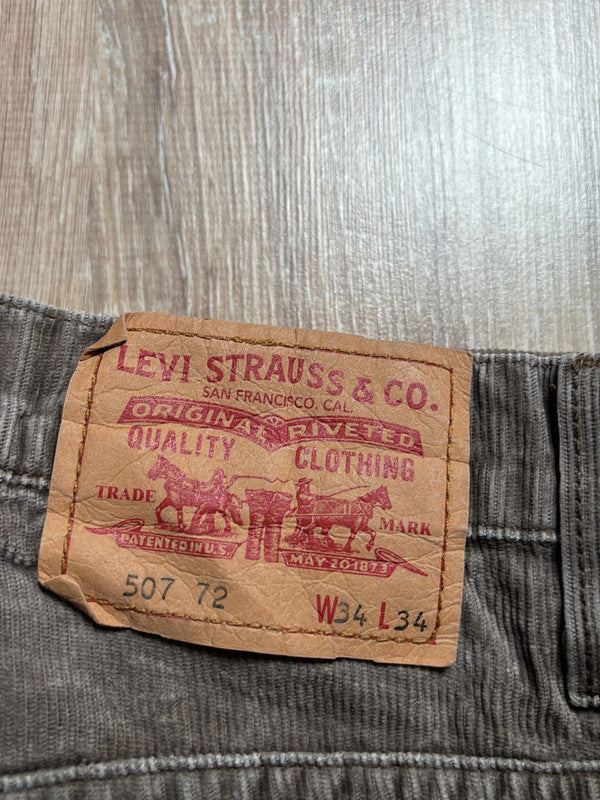 LEVI STRAUSS & CO.
SAN FRANCISCO. CAL.
ORIGINAL RIVETED
QUALITY CLOTHING
TRADE MARK
PATENTED IN U.S. MAY 20 1873
507 72 W34 L34